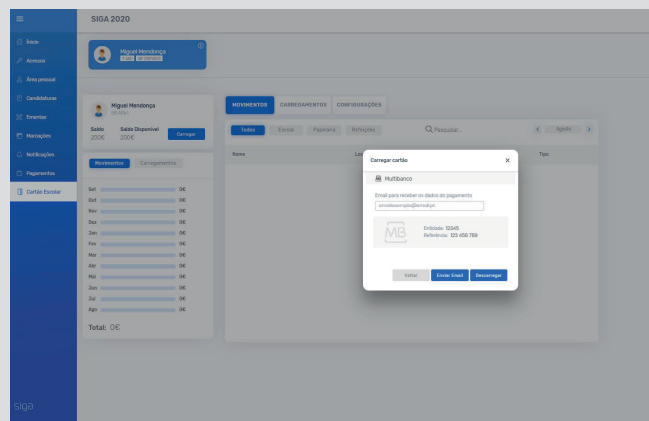 SIGA 2020
Início
Acessos
Área pessoal
Candidaturas
Ementas
Marcações
Notificações
Pagamentos
Cartão Escolar
siga
Miguel Mendonça
Miguel Mendonça
Saldo
200€
Saldo Disponível
200€
Carregar
Movimentos
Carregamentos
Set 0€
Out 0€
Nov 0€
Dez 0€
Jan 0€
Fev 0€
Mar 0€
Abr 0€
Mai 0€
Jun 0€
Jul 0€
Ago 0€
Total: 0€
MOVIMENTOS CARREGAMENTOS CONFIGURAÇÕES
Todos Escola Papelaria Refeições Pesquisar... Agosto
Nome Tipo
Carregar cartão
Multibanco
Email para receber os dados do pagamento
MB
Entidade: 12345
Referência: 123 456 789
Voltar Enviar Email Descarregar